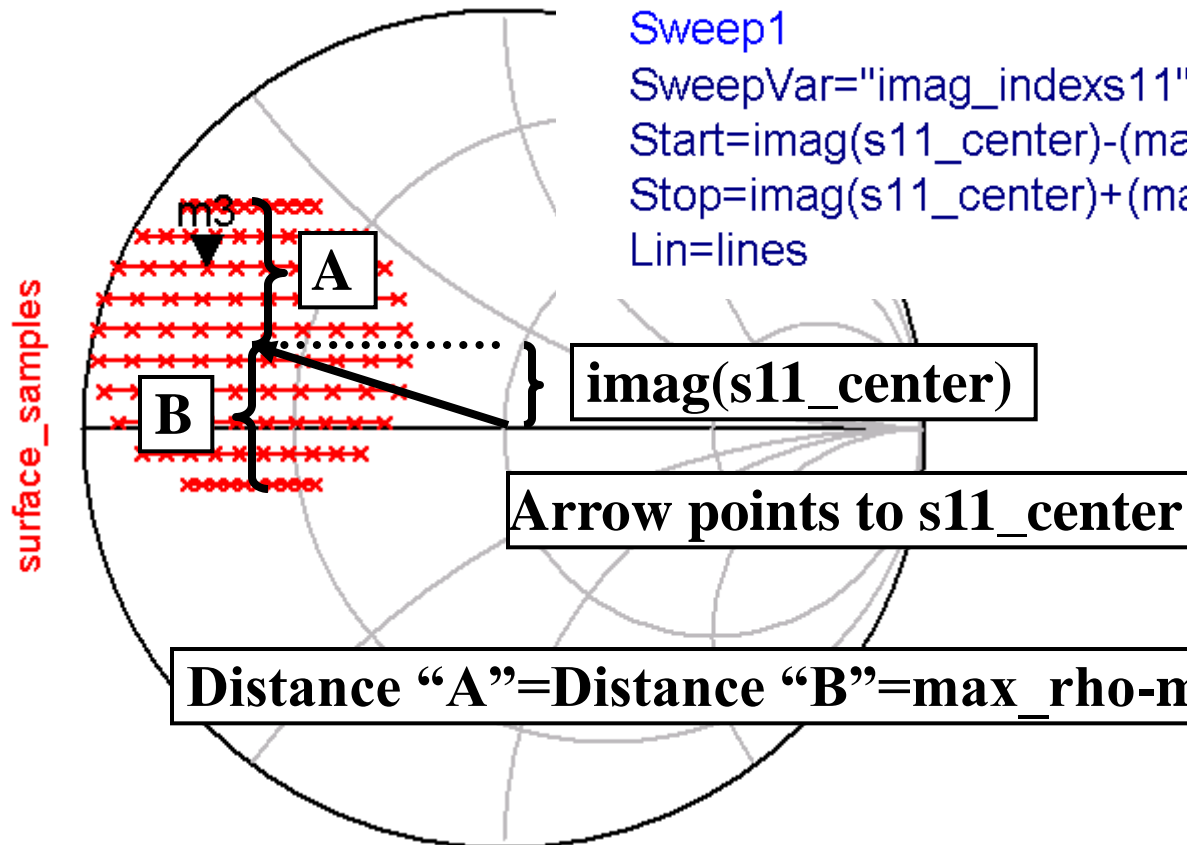 Sweep1
SweepVar="imag_indexs11"
Start=imag(s11_center)-(ma
Stop=imag(s11_center)+(ma
Lin=lines
m3
A
surface_samples
imag(s11_center)
B
Arrow points to s11_center
Distance “A”=Distance “B”=max_rho-m